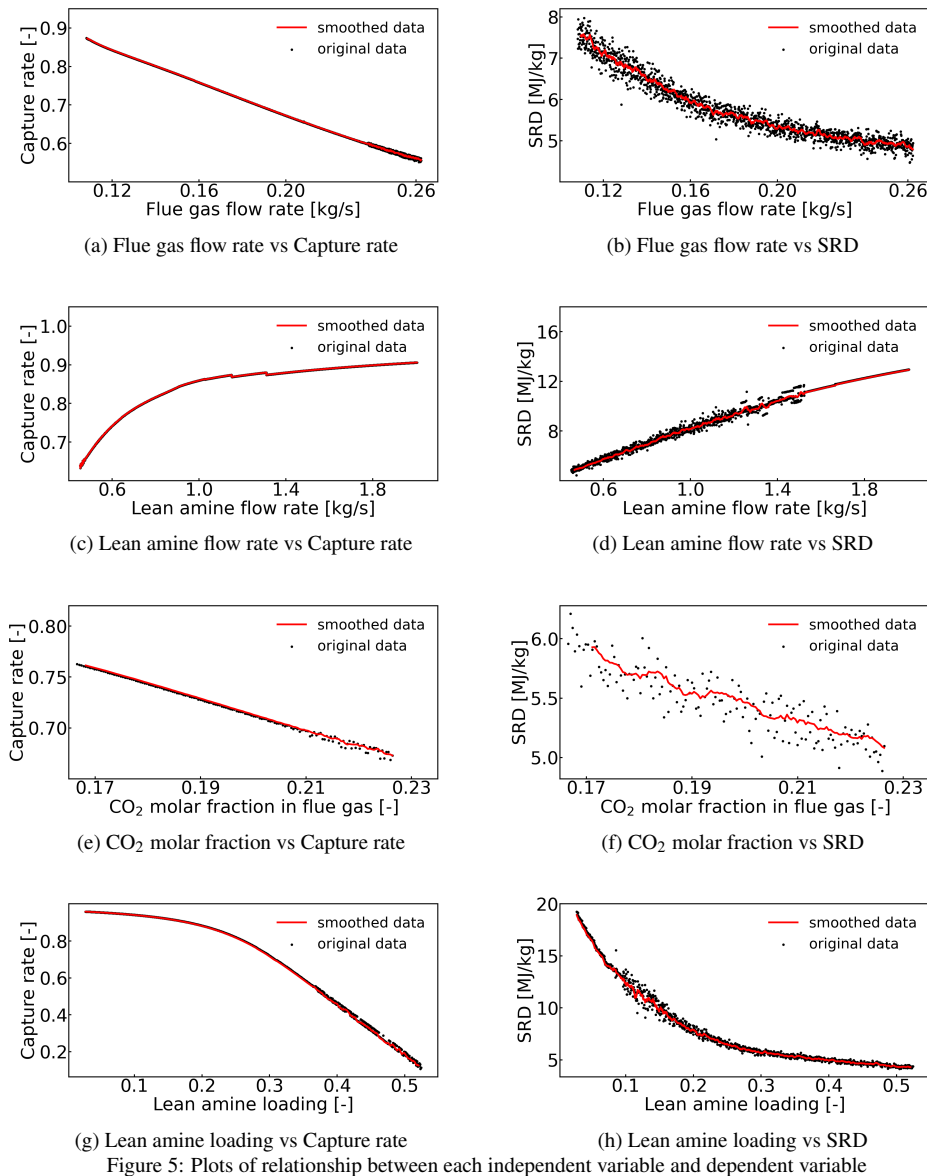 0.9
0.8
0.7
0.6
Capture rate [-]
smoothed data
original data
0.12
0.16
0.20
0.26
Flue gas flow rate [kg/s]
(a) Flue gas flow rate vs Capture rate
8
7
6
5
SRD [MJ/kg]
smoothed data
original data
0.12
0.16
0.20
0.26
Flue gas flow rate [kg/s]
(b) Flue gas flow rate vs SRD
1.0
0.9
0.8
0.7
Capture rate [-]
smoothed data
original data
0.6
1.0
1.4
1.8
Lean amine flow rate [kg/s]
(c) Lean amine flow rate vs Capture rate
16
12
8
SRD [MJ/kg]
smoothed data
original data
0.6
1.0
1.4
1.8
Lean amine flow rate [kg/s]
(d) Lean amine flow rate vs SRD
0.80
0.75
0.70
Capture rate [-]
smoothed data
original data
0.17
0.19
0.21
0.23
CO₂ molar fraction in flue gas [-]
(e) CO₂ molar fraction vs Capture rate
6.0
5.5
5.0
SRD [MJ/kg]
smoothed data
original data
0.17
0.19
0.21
0.23
CO₂ molar fraction in flue gas [-]
(f) CO₂ molar fraction vs SRD
0.8
0.6
0.4
0.2
Capture rate [-]
smoothed data
original data
0.1
0.2
0.3
0.4
0.5
Lean amine loading [-]
(g) Lean amine loading vs Capture rate
20
15
10
5
SRD [MJ/kg]
smoothed data
original data
0.1
0.2
0.3
0.4
0.5
Lean amine loading [-]
(h) Lean amine loading vs SRD
Figure 5: Plots of relationship between each independent variable and dependent variable